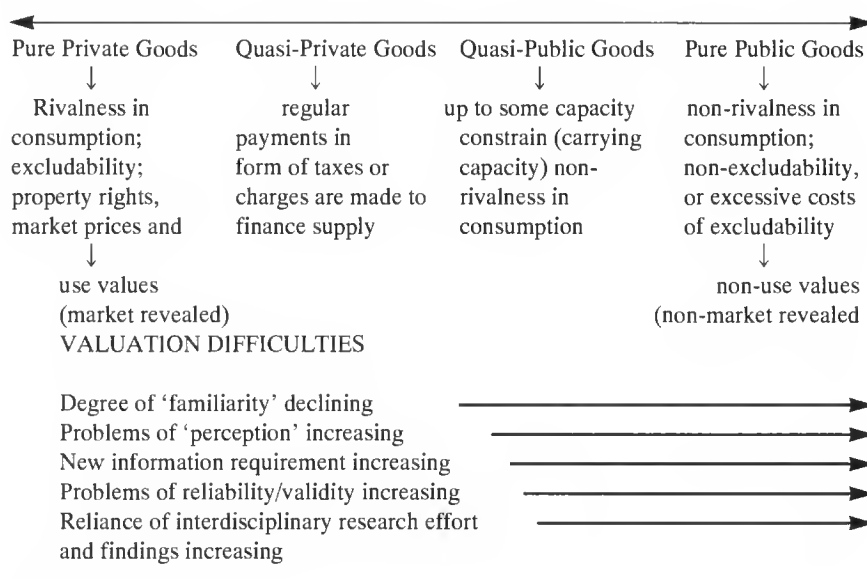 Pure Private Goods Quasi-Private Goods Quasi-Public Goods Pure Public Goods
Rivalness in
consumption;
excludability;
property rights,
market prices and
regular
payments in
form of taxes or
charges are made to
finance supply
up to some capacity
constrain (carrying
capacity) non-
rivalness in
consumption
non-rivalness in
consumption;
non-excludability,
or excessive costs
of excludability
use values
(market revealed)
non-use values
(non-market revealed
VALUATION DIFFICULTIES
Degree of ‘familiarity’ declining
Problems of ‘perception’ increasing
New information requirement increasing
Problems of reliability/validity increasing
Reliance of interdisciplinary research effort
and findings increasing